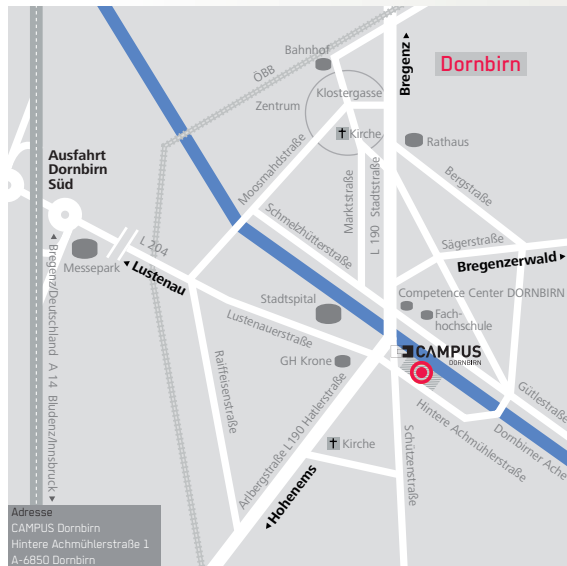 Dornbirn
Bregenz
Bahnhof
ÖBB
Klostergasse
Zentrum
Kirche
Rathaus
Ausfahrt
Dornbirn
Süd
Moosmahdstraße
Marktstraße
L 190 Stadtstraße
Bergstraße
Schmelzhütterstraße
Sägerstraße
Bregenzerwald
L 204
Messepark
Lustenau
Stadtspital
Competence Center DORNBIRN
Fach-
hochschule
Lustenauerstraße
CAMPUS
DORNBIRN
GH Krone
Raiffeisenstraße
Bregenz/Deutschland A 14 Bludenz/Innsbruck
Arlbergstraße L190 Hatlerstraße
Kirche
Schützenstraße
Hintere Achmühlerstraße
Dornbirner Ache
Gütlestraße
Hohenems
Adresse
CAMPUS Dornbirn
Hintere Achmühlerstraße 1
A-6850 Dornbirn